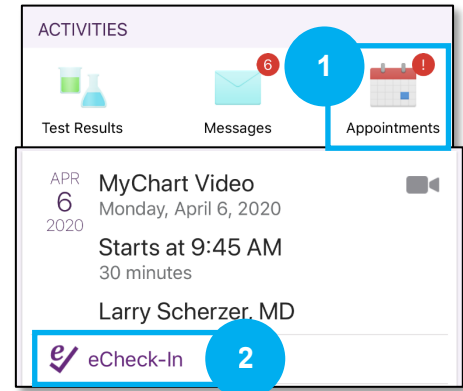 ACTIVITIES
6
1
!
Test Results
Messages
Appointments
APR
6
2020
MyChart Video
Monday, April 6, 2020
Starts at 9:45 AM
30 minutes
Larry Scherzer, MD
e
eCheck-In
2